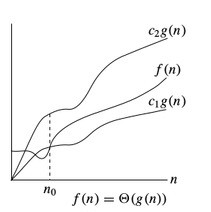 c₂g(n)
f(n)
c₁g(n)
n
n₀
f(n) = Θ(g(n))